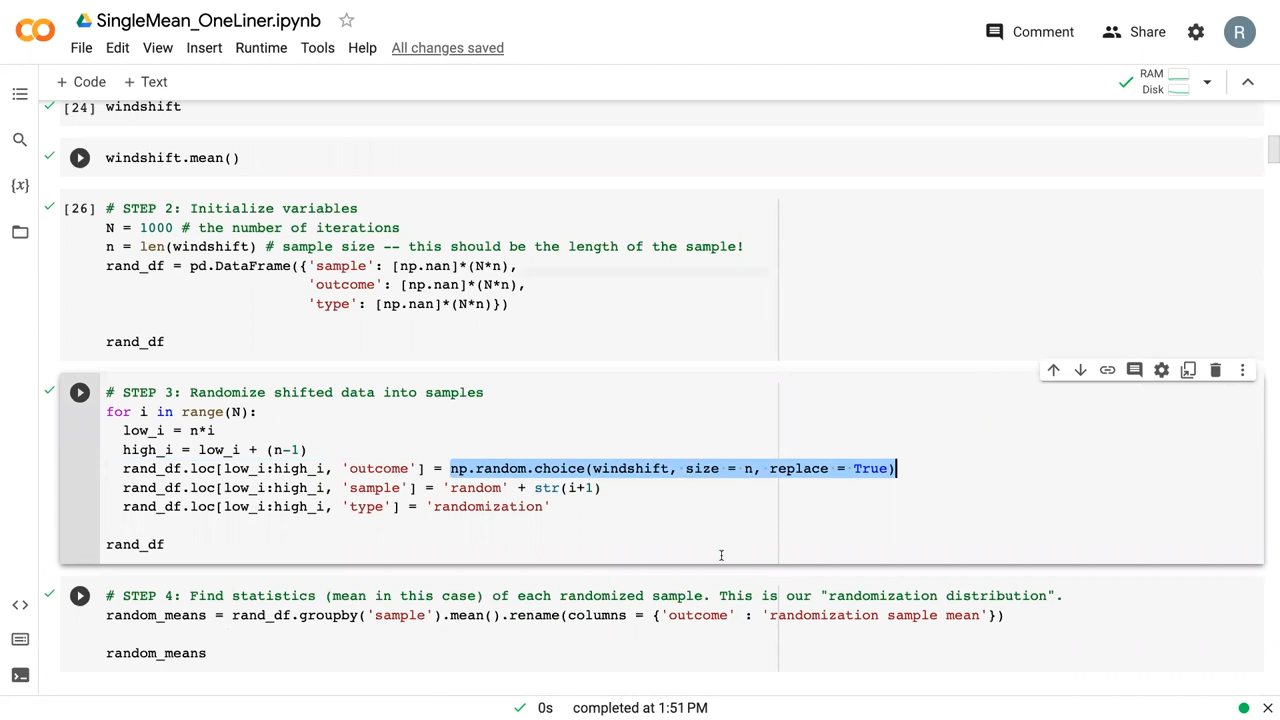 SingleMean_OneLiner.ipynb
File Edit View Insert Runtime Tools Help All changes saved
Comment Share R
+ Code + Text
RAM
Disk
[24] windshift
windshift.mean()
[26] # STEP 2: Initialize variables
N = 1000 # the number of iterations
n = len(windshift) # sample size -- this should be the length of the sample!
rand_df = pd.DataFrame({'sample': [np.nan]*(N*n),
'outcome': [np.nan]*(N*n),
'type': [np.nan]*(N*n)})
rand_df
# STEP 3: Randomize shifted data into samples
for i in range(N):
low_i = n*i
high_i = low_i + (n-1)
rand_df.loc[low_i:high_i, 'outcome'] = np.random.choice(windshift, size = n, replace = True)
rand_df.loc[low_i:high_i, 'sample'] = 'random' + str(i+1)
rand_df.loc[low_i:high_i, 'type'] = 'randomization'
rand_df
# STEP 4: Find statistics (mean in this case) of each randomized sample. This is our "randomization distribution".
random_means = rand_df.groupby('sample').mean().rename(columns = {'outcome' : 'randomization sample mean'})
random_means
0s completed at 1:51 PM